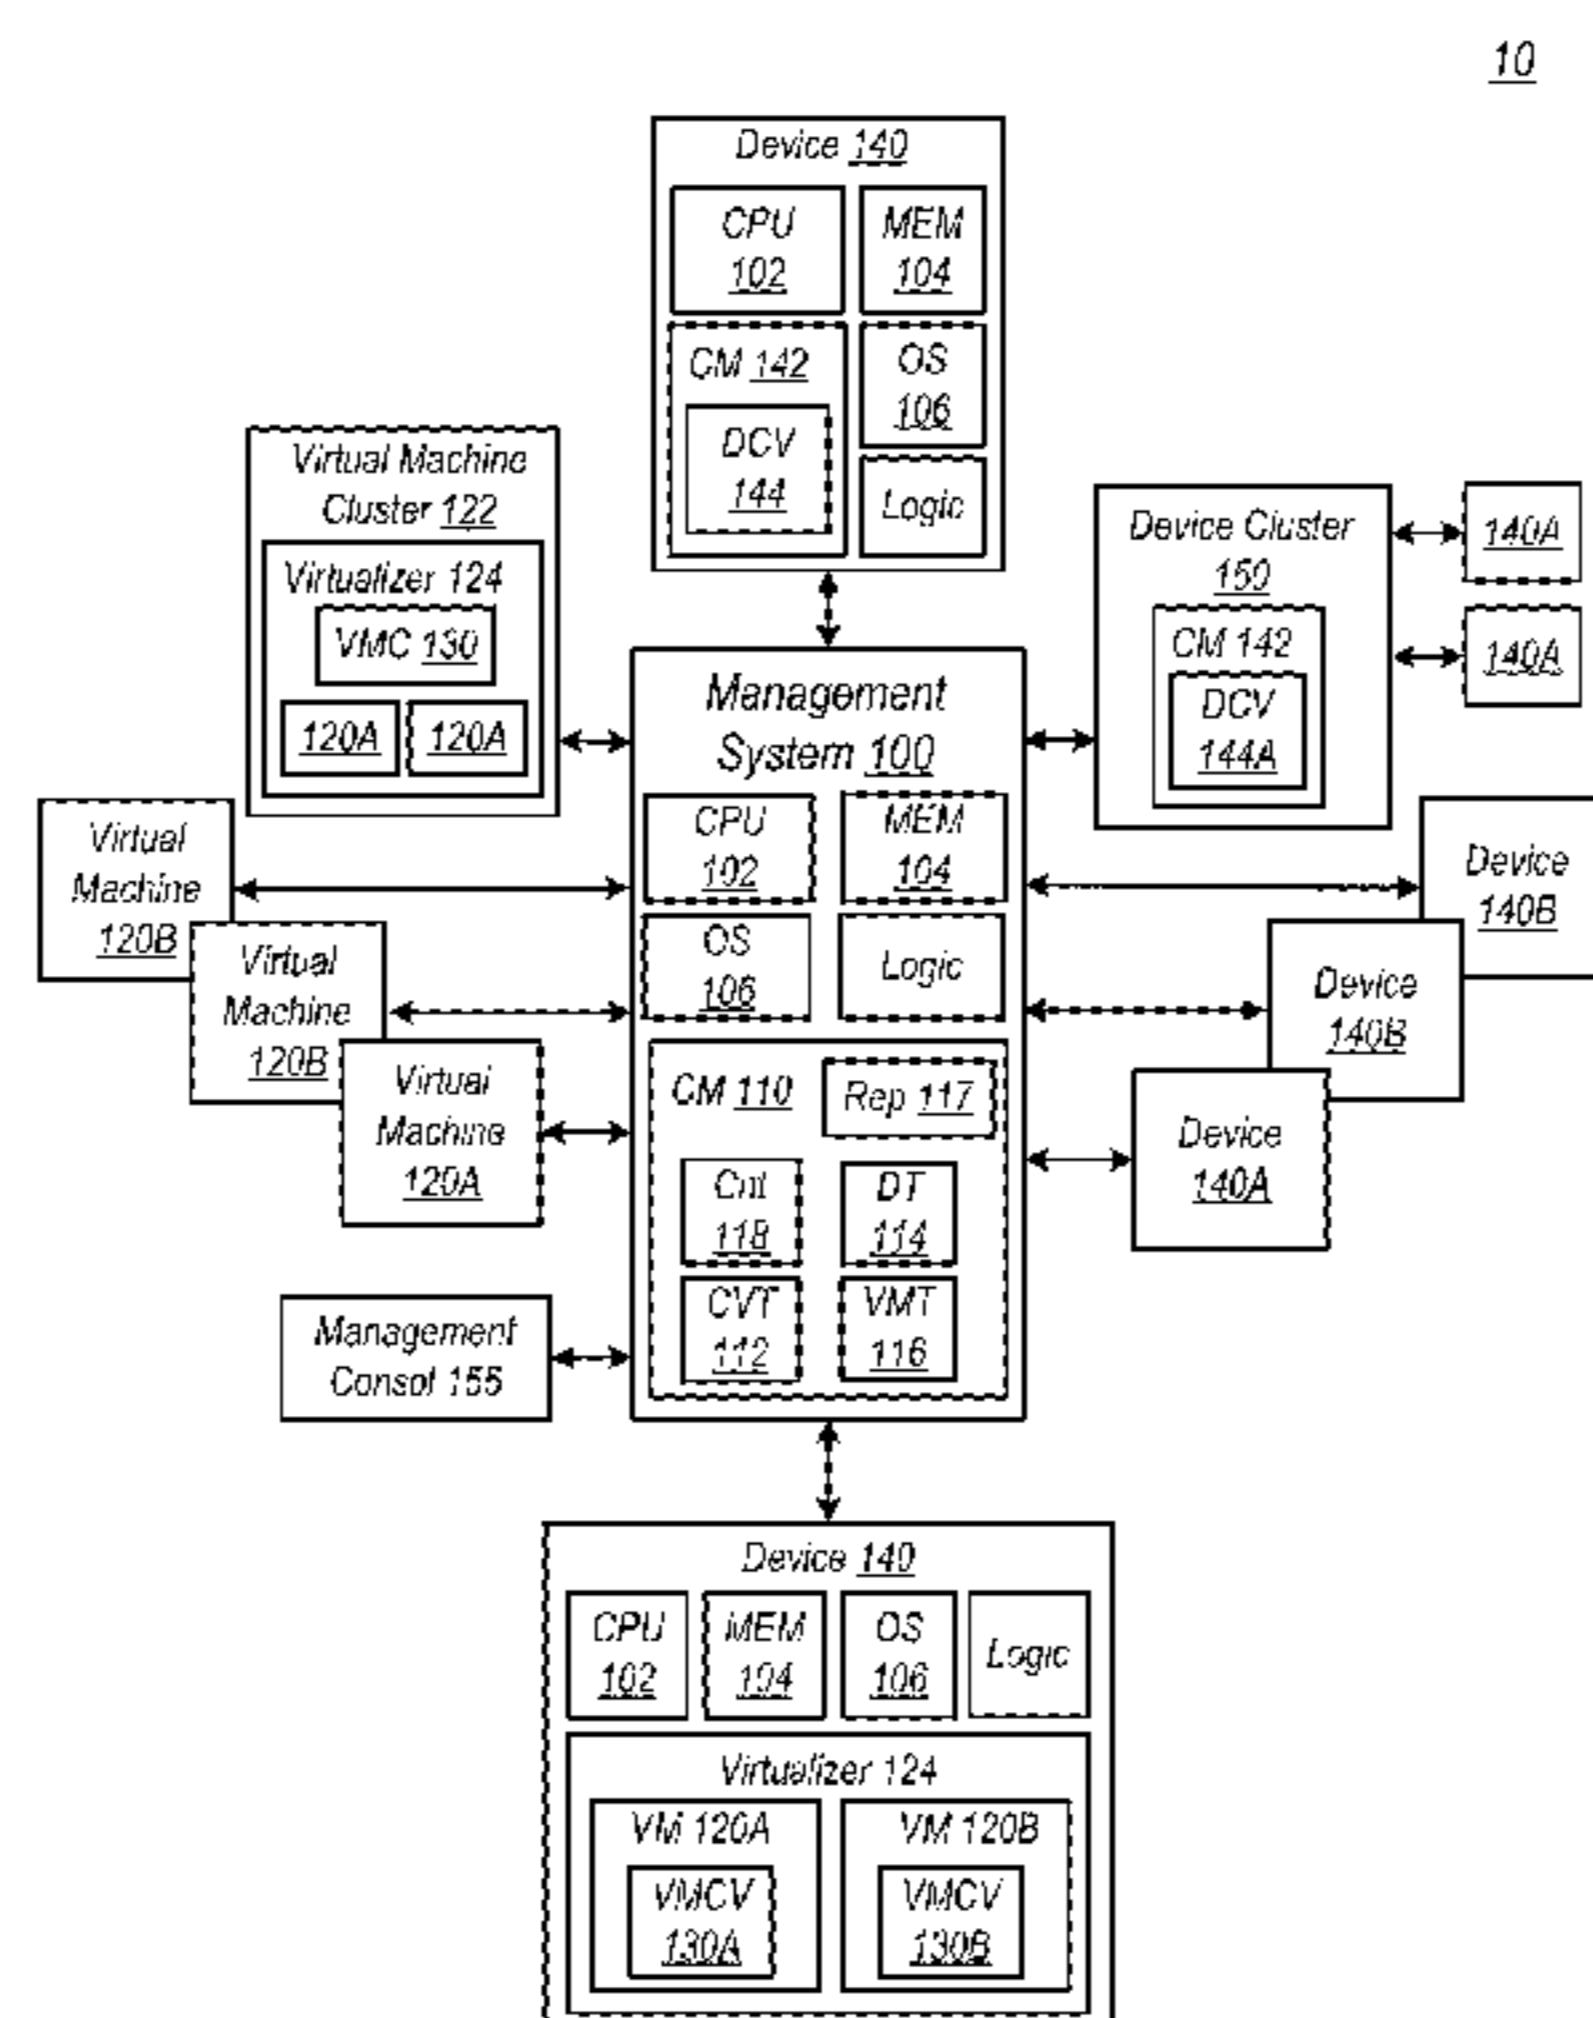 10
Device 140
CPU
102
MEM
104
CM 142
DCV
144
OS
106
Logic
Virtual Machine
Cluster 122
Virtualizer 124
VMC 130
120A
120A
Device Cluster
150
CM 142
DCV
144A
140A
140A
Management
System 100
CPU
102
MEM
104
OS
106
Logic
CM 110
Rep 117
Cnt
118
DT
114
CVT
112
VMT
116
Virtual
Machine
120B
Virtual
Machine
120B
Virtual
Machine
120A
Device
140B
Device
140B
Device
140A
Management
Consol 155
Device 140
CPU
102
MEM
104
OS
106
Logic
Virtualizer 124
VM 120A
VMCV
130A
VM 120B
VMCV
130B